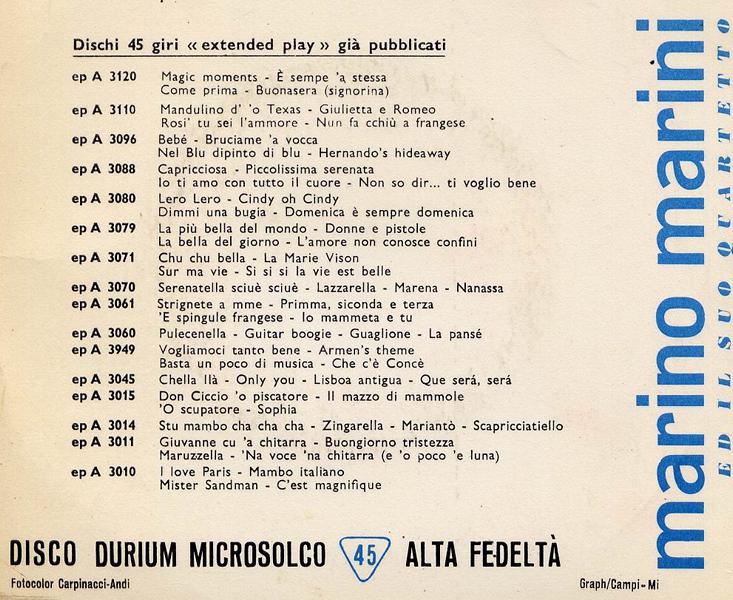 Dischi 45 giri « extended play » già pubblicati
ep A 3120 Magic moments - È sempe 'a stessa
Come prima - Buonasera (signorina)
ep A 3110 Mandulino d' 'o Texas - Giulietta e Romeo
Rosi' tu sei l'ammore - Nun fa cchiù a frangese
ep A 3096 Bebé - Bruciame 'a vocca
Nel Blu dipinto di blu - Hernando's hideaway
ep A 3088 Capricciosa - Piccolissima serenata
Io ti amo con tutto il cuore - Non so dir... ti voglio bene
ep A 3080 Lero Lero - Cindy oh Cindy
Dimmi una bugia - Domenica è sempre domenica
ep A 3079 La più bella del mondo - Donne e pistole
La bella del giorno - L'amore non conosce confini
ep A 3071 Chu chu bella - La Marie Vison
Sur ma vie - Si si si la vie est belle
ep A 3070 Serenatella sciuè sciuè - Lazzarella - Marena - Nanassa
ep A 3061 Strignete a mme - Primma, siconda e terza
'E spingule frangese - Io mammeta e tu
ep A 3060 Pulecenella - Guitar boogie - Guaglione - La pansé
ep A 3949 Vogliamoci tanto bene - Armen's theme
Basta un poco di musica - Che c'è Concè
ep A 3045 Chella llà - Only you - Lisboa antigua - Que será, será
ep A 3015 Don Ciccio 'o piscatore - Il mazzo di mammole
'O scupatore - Sophia
ep A 3014 Stu mambo cha cha cha - Zingarella - Mariantò - Scapricciatiello
ep A 3011 Giuvanne cu 'a chitarra - Buongiorno tristezza
Maruzzella - 'Na voce 'na chitarra (e 'o poco 'e luna)
ep A 3010 I love Paris - Mambo italiano
Mister Sandman - C'est magnifique
marino marini
ED IL SUO QUARTETTO
DISCO DURIUM MICROSOLCO 45 ALTA FEDELTÀ
Fotocolor Carpinacci-Andi
Graph/Campi - Mi